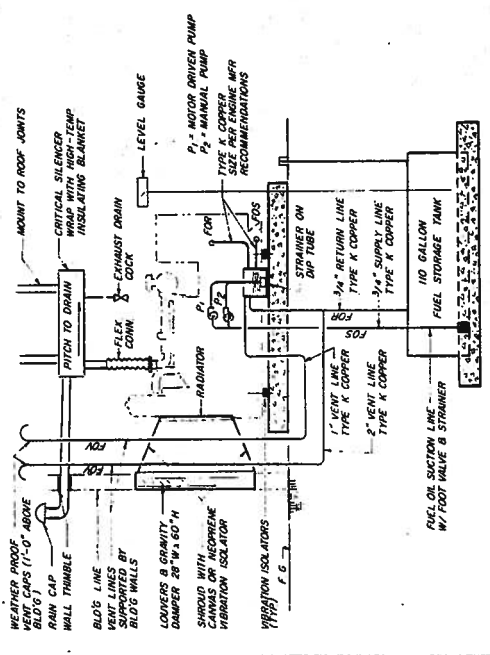 WEATHER PROOF
VENT CAPS (1'-0" ABOVE
BLD'G)
RAIN CAP
WALL THIMBLE
BLD'G LINE
VENT LINES
SUPPORTED BY
BLD'G WALLS
LOUVERS & GRAVITY
DAMPER 28"W x 60"H
SHROUD WITH
CANVAS OR NEOPRENE
VIBRATION ISOLATOR
VIBRATION ISOLATORS
(TYP)
F G
FOV
FOV
PITCH TO DRAIN
FLEX
CONN.
EXHAUST DRAIN
COCK
RADIATOR
MOUNT TO ROOF JOINTS
CRITICAL SILENCER
WRAP WITH HIGH-TEMP
INSULATING BLANKET
LEVEL GAUGE
P1 = MOTOR DRIVEN PUMP
P2 = MANUAL PUMP
TYPE K COPPER
SIZE PER ENGINE MFR
RECOMMENDATIONS
FOR
FOS
P1
P2
STRAINER ON
DIP TUBE
3/4" RETURN LINE
TYPE K COPPER
3/4" SUPPLY LINE
TYPE K COPPER
FOR
FOS
1" VENT LINE
TYPE K COPPER
2" VENT LINE
TYPE K COPPER
110 GALLON
FUEL STORAGE TANK
FUEL OIL SUCTION LINE
W/ FOOT VALVE & STRAINER